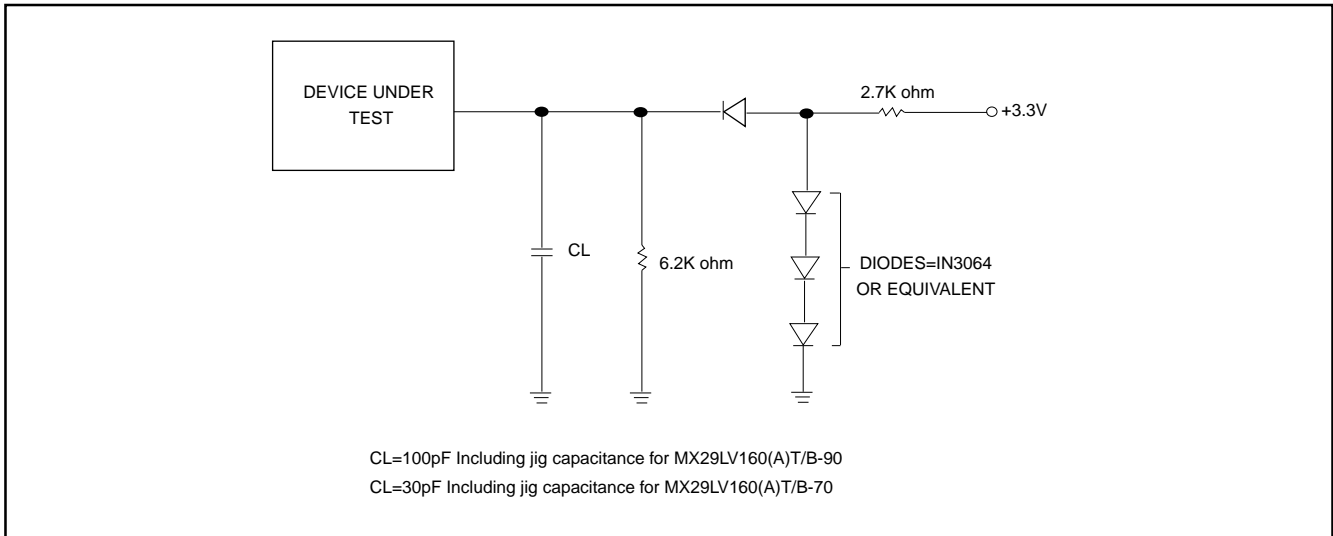 DEVICE UNDER
TEST
2.7K ohm
+3.3V
CL
6.2K ohm
DIODES=IN3064
OR EQUIVALENT
CL=100pF Including jig capacitance for MX29LV160(A)T/B-90
CL=30pF Including jig capacitance for MX29LV160(A)T/B-70